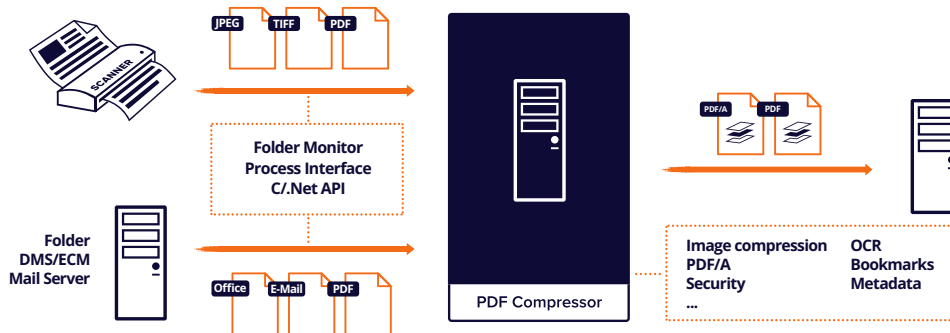 JPEG
TIFF
PDF
SCANNER
Folder Monitor
Process Interface
C/.Net API
Folder
DMS/ECM
Mail Server
Office
E-Mail
PDF
PDF Compressor
PDF/A
PDF
Image compression
PDF/A
Security
...
OCR
Bookmarks
Metadata